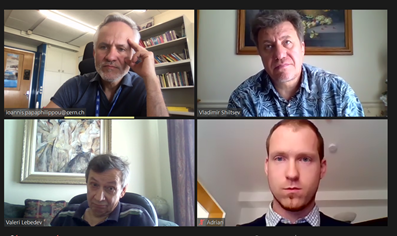 ioannis.papaphilippou@cern.ch
Vladimir Shiltsev
Valeri Lebedev
Adrian